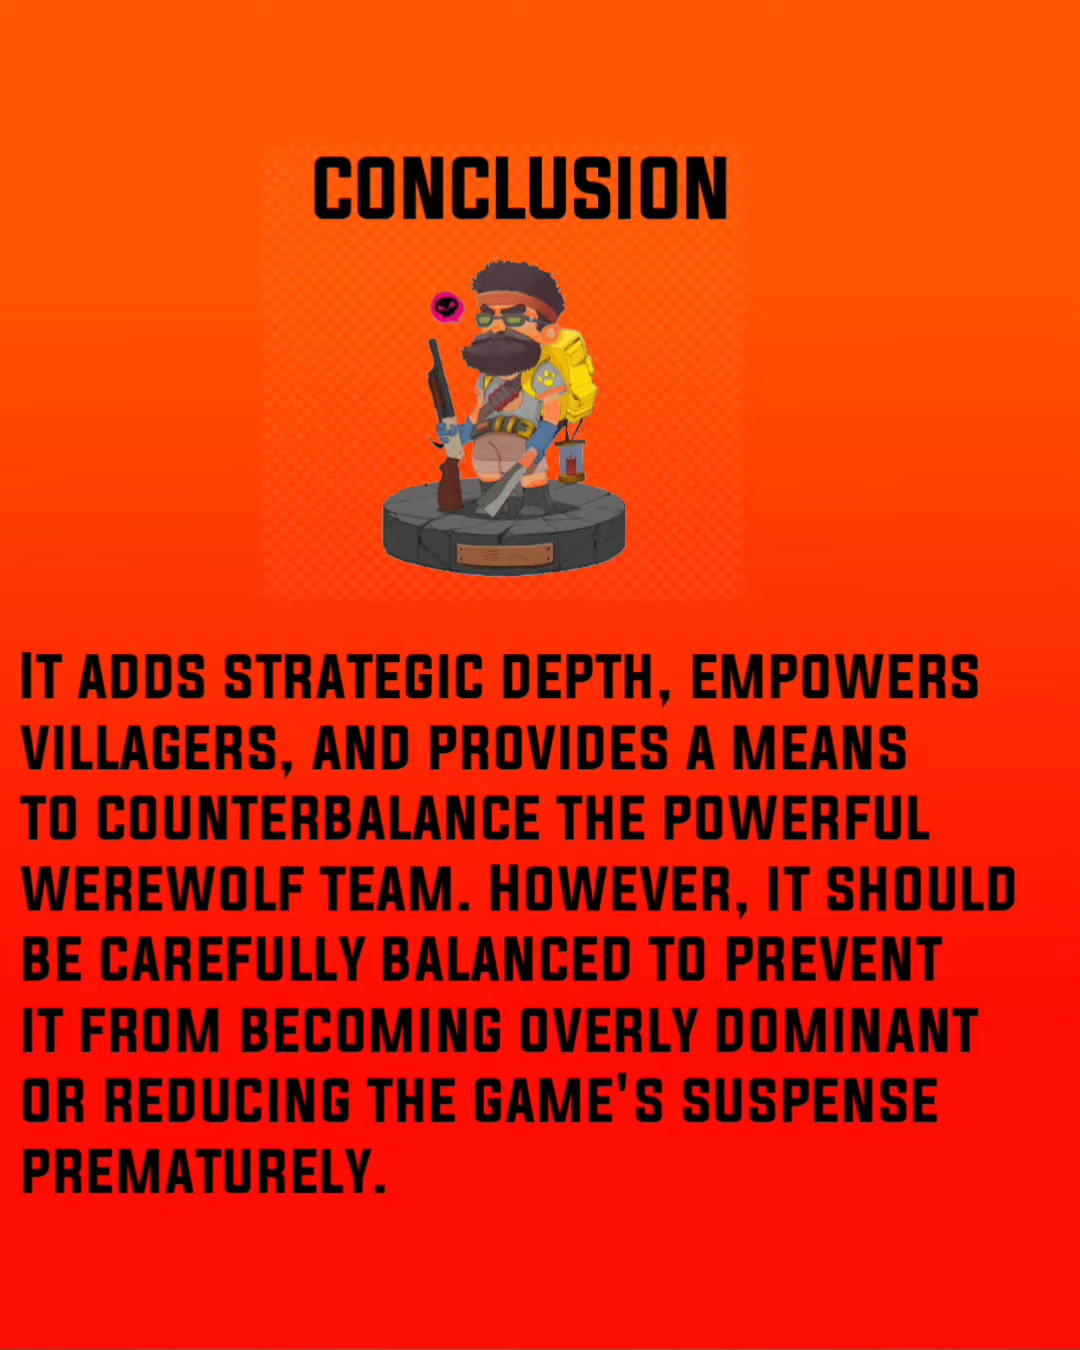 CONCLUSION
IT ADDS STRATEGIC DEPTH, EMPOWERS
VILLAGERS, AND PROVIDES A MEANS
TO COUNTERBALANCE THE POWERFUL
WEREWOLF TEAM. HOWEVER, IT SHOULD
BE CAREFULLY BALANCED TO PREVENT
IT FROM BECOMING OVERLY DOMINANT
OR REDUCING THE GAME'S SUSPENSE
PREMATURELY.